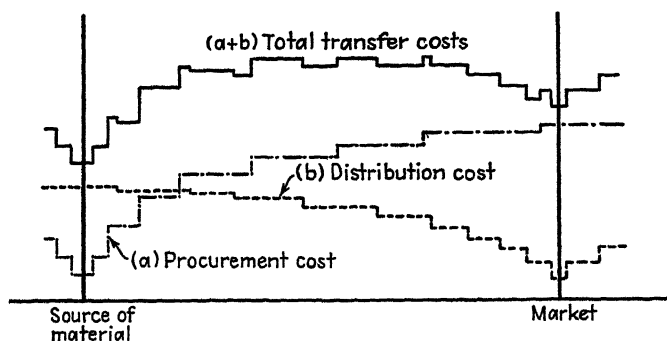 (a+b) Total transfer costs
(b) Distribution cost
(a) Procurement cost
Source of
material
Market